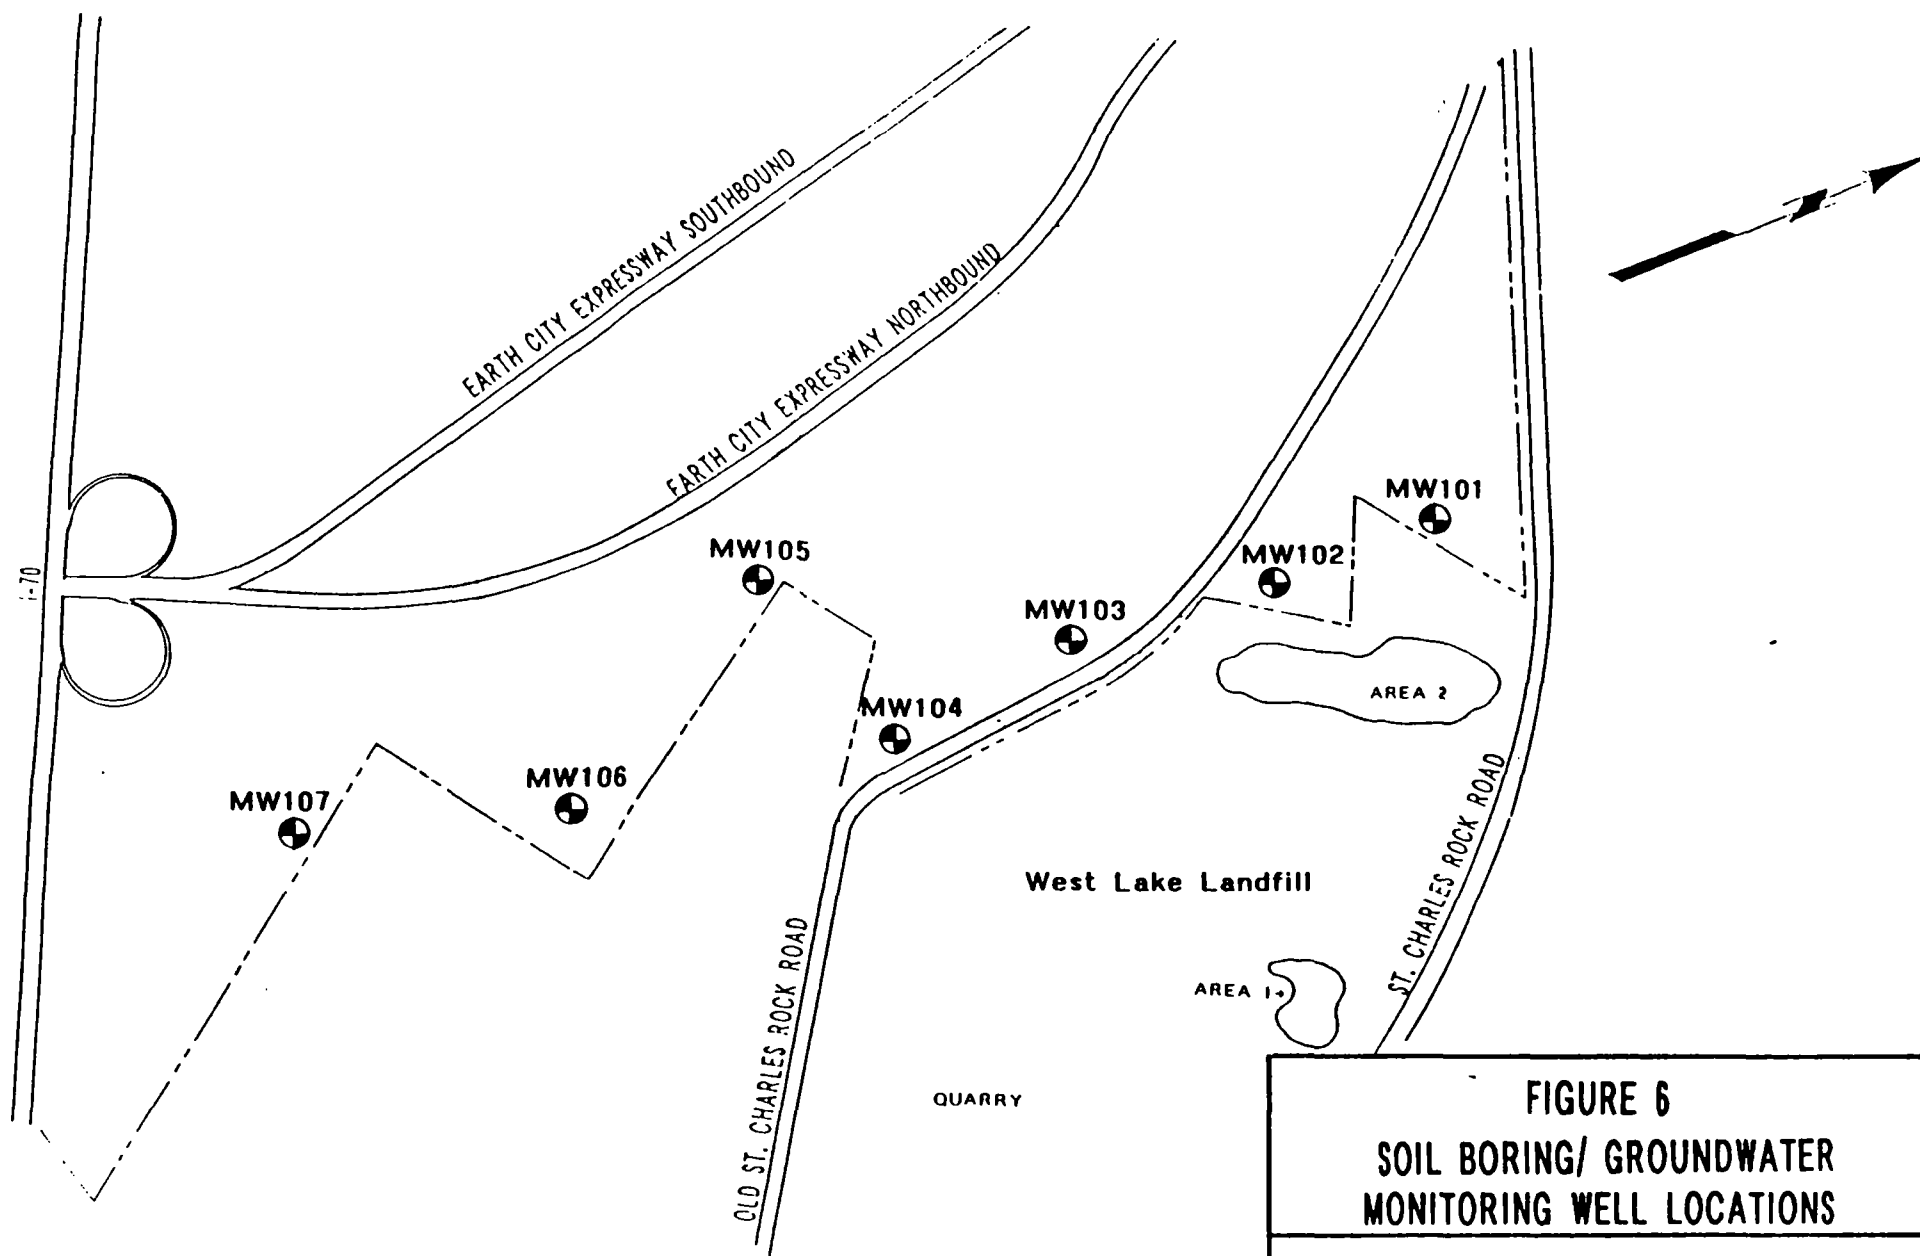 EARTH CITY EXPRESSWAY SOUTHBOUND
EARTH CITY EXPRESSWAY NORTHBOUND
MW101
MW105
MW102
I-70
MW103
AREA 2
MW104
MW106
MW107
ST. CHARLES ROCK ROAD
West Lake Landfill
OLD ST. CHARLES ROCK ROAD
AREA 1
QUARRY
FIGURE 6
SOIL BORING/ GROUNDWATER
MONITORING WELL LOCATIONS